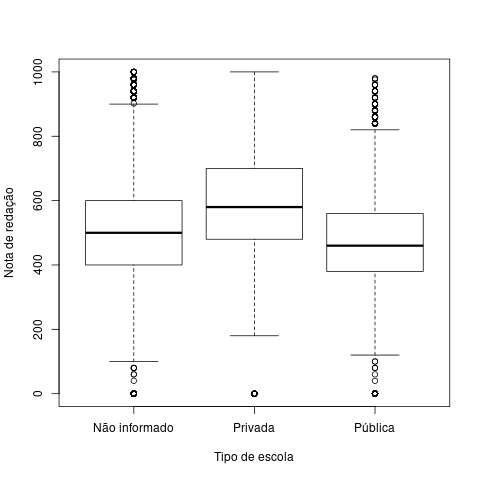 Nota de redação
1000
800
600
400
200
0
Não informado
Privada
Pública
Tipo de escola